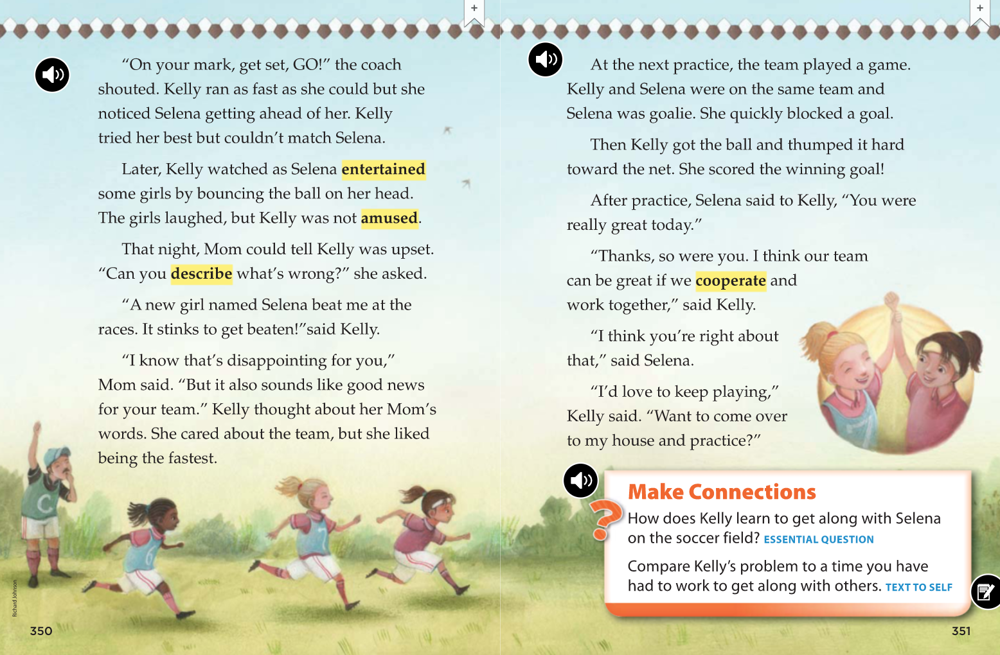 “On your mark, get set, GO!” the coach
shouted. Kelly ran as fast as she could but she
noticed Selena getting ahead of her. Kelly
tried her best but couldn’t match Selena.
Later, Kelly watched as Selena entertained
some girls by bouncing the ball on her head.
The girls laughed, but Kelly was not amused.
That night, Mom could tell Kelly was upset.
“Can you describe what’s wrong?” she asked.
“A new girl named Selena beat me at the
races. It stinks to get beaten!”said Kelly.
“I know that’s disappointing for you,”
Mom said. “But it also sounds like good news
for your team.” Kelly thought about her Mom’s
words. She cared about the team, but she liked
being the fastest.
C
6
7
Richard Johnson
350
At the next practice, the team played a game.
Kelly and Selena were on the same team and
Selena was goalie. She quickly blocked a goal.
Then Kelly got the ball and thumped it hard
toward the net. She scored the winning goal!
After practice, Selena said to Kelly, “You were
really great today.”
“Thanks, so were you. I think our team
can be great if we cooperate and
work together,” said Kelly.
“I think you’re right about
that,” said Selena.
“I’d love to keep playing,”
Kelly said. “Want to come over
to my house and practice?”
7
?
Make Connections
How does Kelly learn to get along with Selena
on the soccer field? ESSENTIAL QUESTION
Compare Kelly’s problem to a time you have
had to work to get along with others. TEXT TO SELF
351